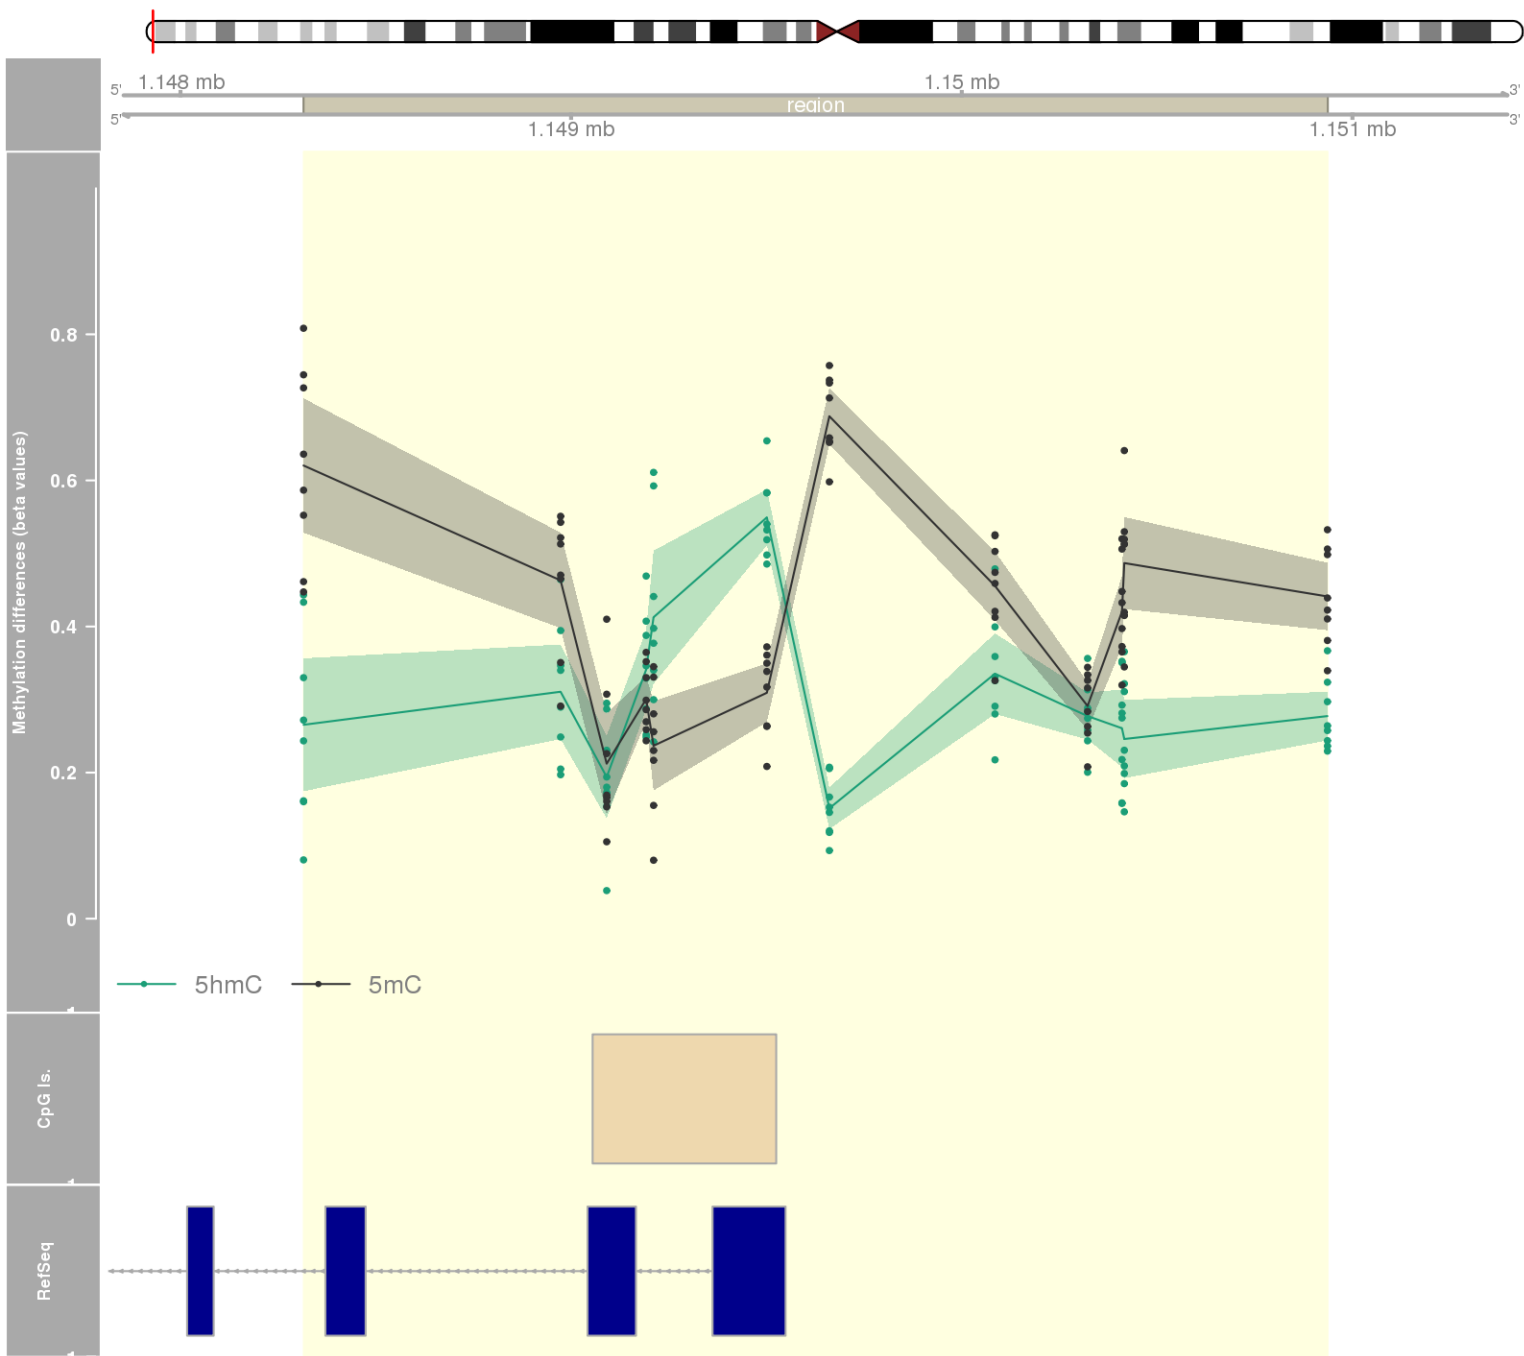 1.148 mb
1.15 mb
5'
3'
region
5'
3'
1.149 mb
1.151 mb
Methylation differences (beta values)
0.8
0.6
0.4
0.2
0
5hmC
5mC
CpG Is.
RefSeq